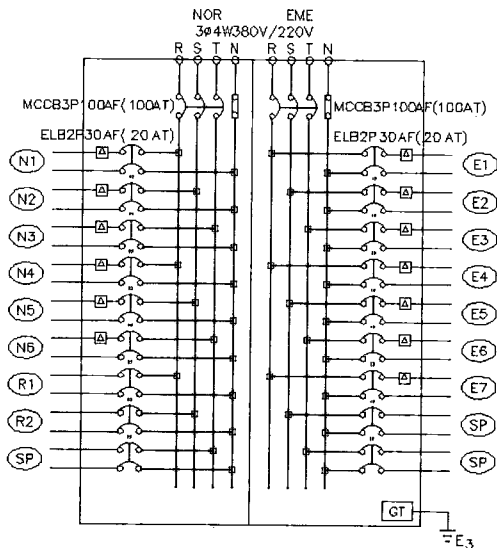 NOR EME
3ø4W380V/220V
R S T N R S T N
MCCB3P100AF(100AT) MCCB3P100AF(100AT)
ELB2P30AF(20AT) ELB2P30AF(20AT)
N1 E1
N2 E2
N3 E3
N4 E4
N5 E5
N6 E6
R1 E7
R2 SP
SP SP
GT
E3